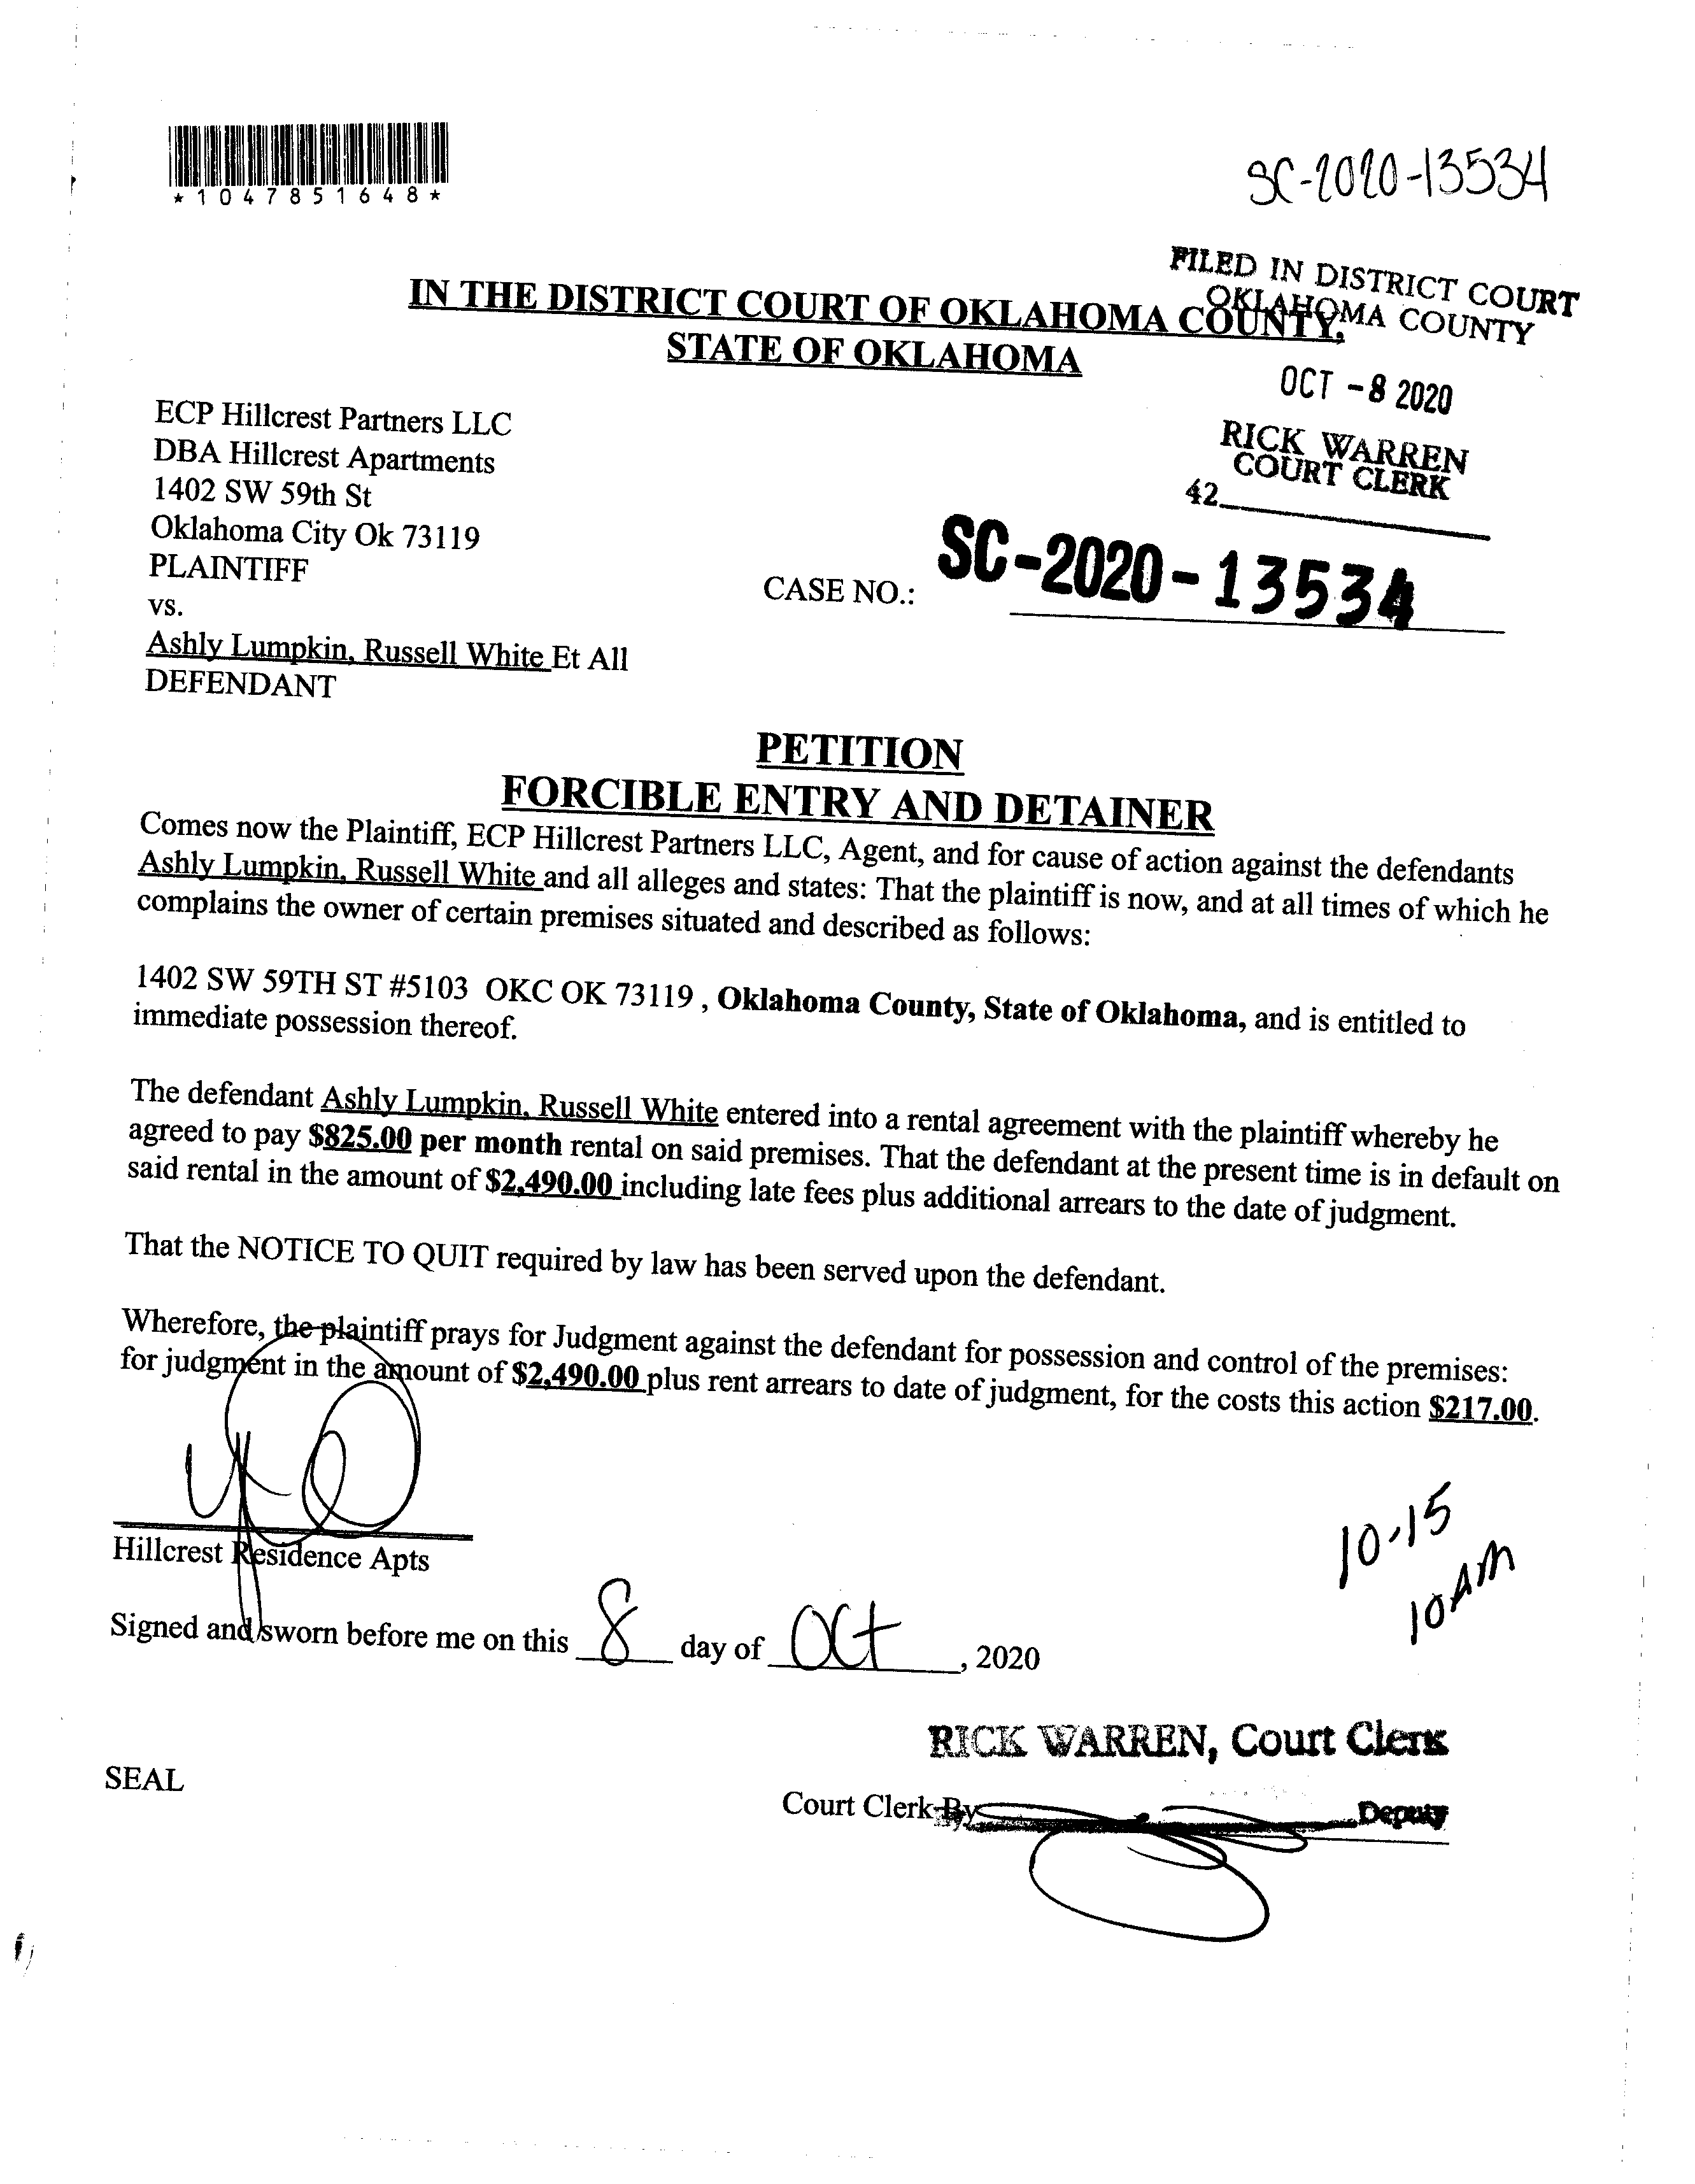 *1047851648*
SC-2020-13534
FILED IN DISTRICT COURT
OKLAHOMA COUNTY
IN THE DISTRICT COURT OF OKLAHOMA COUNTY,
STATE OF OKLAHOMA
OCT -8 2020
RICK WARREN
COURT CLERK
42
ECP Hillcrest Partners LLC
DBA Hillcrest Apartments
1402 SW 59th St
Oklahoma City Ok 73119
PLAINTIFF
vs.
CASE NO.: SC-2020-13534
Ashly Lumpkin, Russell White Et All
DEFENDANT
PETITION
FORCIBLE ENTRY AND DETAINER
Comes now the Plaintiff, ECP Hillcrest Partners LLC, Agent, and for cause of action against the defendants
Ashly Lumpkin, Russell White and all alleges and states: That the plaintiff is now, and at all times of which he
complains the owner of certain premises situated and described as follows:
1402 SW 59TH ST #5103 OKC OK 73119 , Oklahoma County, State of Oklahoma, and is entitled to
immediate possession thereof.
The defendant Ashly Lumpkin, Russell White entered into a rental agreement with the plaintiff whereby he
agreed to pay $825.00 per month rental on said premises. That the defendant at the present time is in default on
said rental in the amount of $2,490.00 including late fees plus additional arrears to the date of judgment.
That the NOTICE TO QUIT required by law has been served upon the defendant.
Wherefore, the plaintiff prays for Judgment against the defendant for possession and control of the premises:
for judgment in the amount of $2,490.00 plus rent arrears to date of judgment, for the costs this action $217.00.
Hillcrest Residence Apts
10-15
10 AM
Signed and sworn before me on this 8 day of Oct, 2020
RICK WARREN, Court Clerk
SEAL
Court Clerk By Deputy